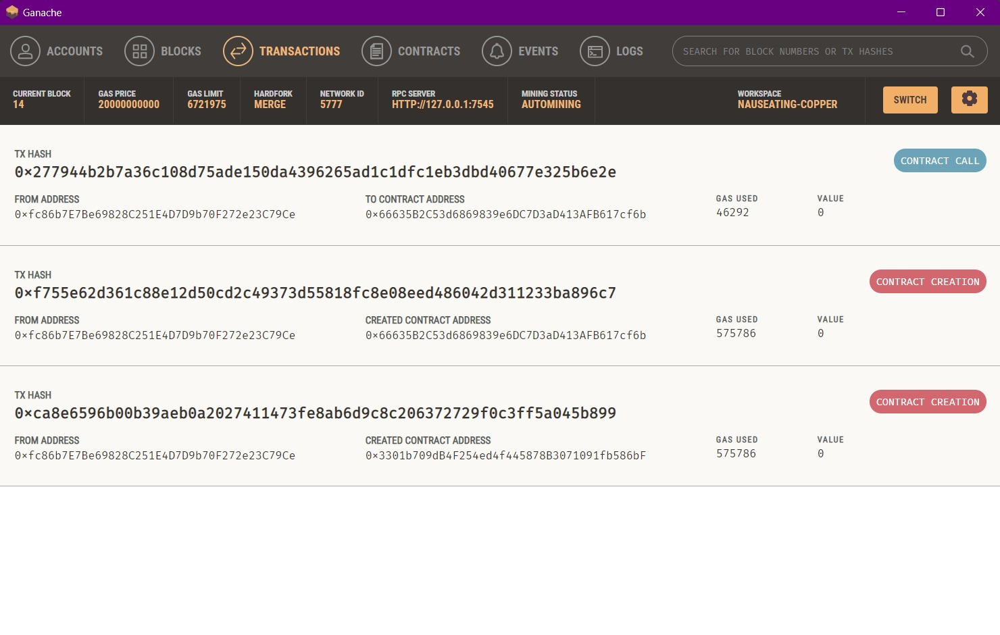 Ganache
ACCOUNTS BLOCKS TRANSACTIONS CONTRACTS EVENTS LOGS SEARCH FOR BLOCK NUMBERS OR TX HASHES
CURRENT BLOCK GAS PRICE GAS LIMIT HARDFORK NETWORK ID RPC SERVER MINING STATUS WORKSPACE
14 20000000000 6721975 MERGE 5777 HTTP://127.0.0.1:7545 AUTOMINING NAUSEATING-COPPER SWITCH
TX HASH
0×277944b2b7a36c108d75ade150da4396265ad1c1dfc1eb3dbd40677e325b6e2e CONTRACT CALL
FROM ADDRESS TO CONTRACT ADDRESS GAS USED VALUE
0×fc86b7E7Be69828C251E4D7D9b70F272e23C79Ce 0×66635B2C53d6869839e6DC7D3aD413AFB617cf6b 46292 0
TX HASH
0×f755e62d361c88e12d50cd2c49373d55818fc8e08eed486042d311233ba896c7 CONTRACT CREATION
FROM ADDRESS CREATED CONTRACT ADDRESS GAS USED VALUE
0×fc86b7E7Be69828C251E4D7D9b70F272e23C79Ce 0×66635B2C53d6869839e6DC7D3aD413AFB617cf6b 575786 0
TX HASH
0×ca8e6596b00b39aeb0a2027411473fe8ab6d9c8c206372729f0c3ff5a045b899 CONTRACT CREATION
FROM ADDRESS CREATED CONTRACT ADDRESS GAS USED VALUE
0×fc86b7E7Be69828C251E4D7D9b70F272e23C79Ce 0×3301b709dB4F254ed4f445878B3071091fb586bF 575786 0